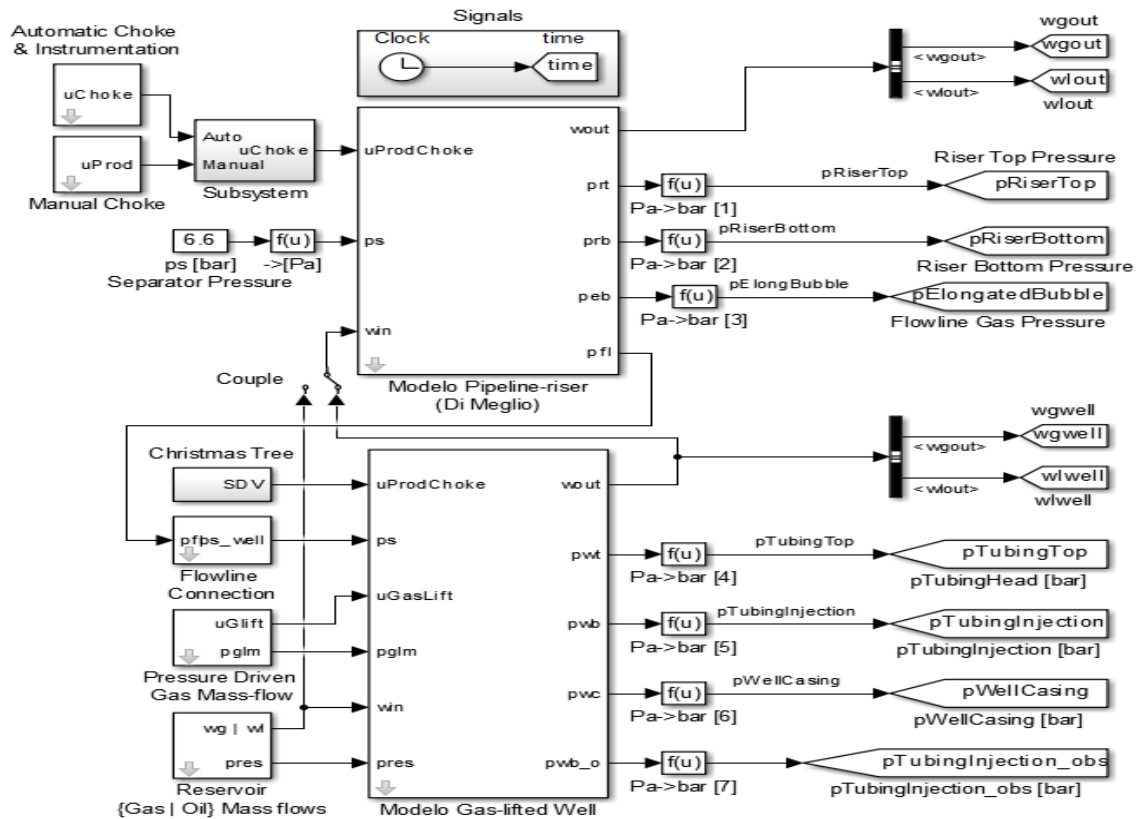 Signals
Automatic Choke
& Instrumentation
Clock
time
time
uChoke
uProd
Manual Choke
Auto
uChoke
Manual
Subsystem
6.6
f(u)
ps [bar]
->[Pa]
Separator Pressure
uProdChoke
ps
win
wout
prt
prb
peb
pfl
Modelo Pipeline-riser
(Di Meglio)
wgout
<wgout>
wgout
<wlout>
wlout
wlout
Riser Top Pressure
f(u)
pRiserTop
pRiserTop
Pa->bar [1]
f(u)
pRiserBottom
pRiserBottom
Pa->bar [2]
Riser Bottom Pressure
f(u)
pElongBubble
pElongatedBubble
Pa->bar [3]
Flowline Gas Pressure
Couple
Christmas Tree
SDV
ps_well
Flowline
Connection
uGlift
pglm
Pressure Driven
Gas Mass-flow
wg | wl
pres
Reservoir
{Gas | Oil} Mass flows
uProdChoke
ps
uGasLift
pglm
win
pres
wout
pwt
pwb
pwc
pwb_o
Modelo Gas-lifted Well
wgwell
<wgout>
wgwell
<wlout>
wlwell
wlwell
f(u)
pTubingTop
pTubingTop
Pa->bar [4]
pTubingHead [bar]
f(u)
pTubingInjection
pTubingInjection
Pa->bar [5]
pTubingInjection [bar]
f(u)
pWellCasing
pWellCasing
Pa->bar [6]
pWellCasing [bar]
f(u)
pTubingInjection_obs
Pa->bar [7]
pTubingInjection_obs [bar]